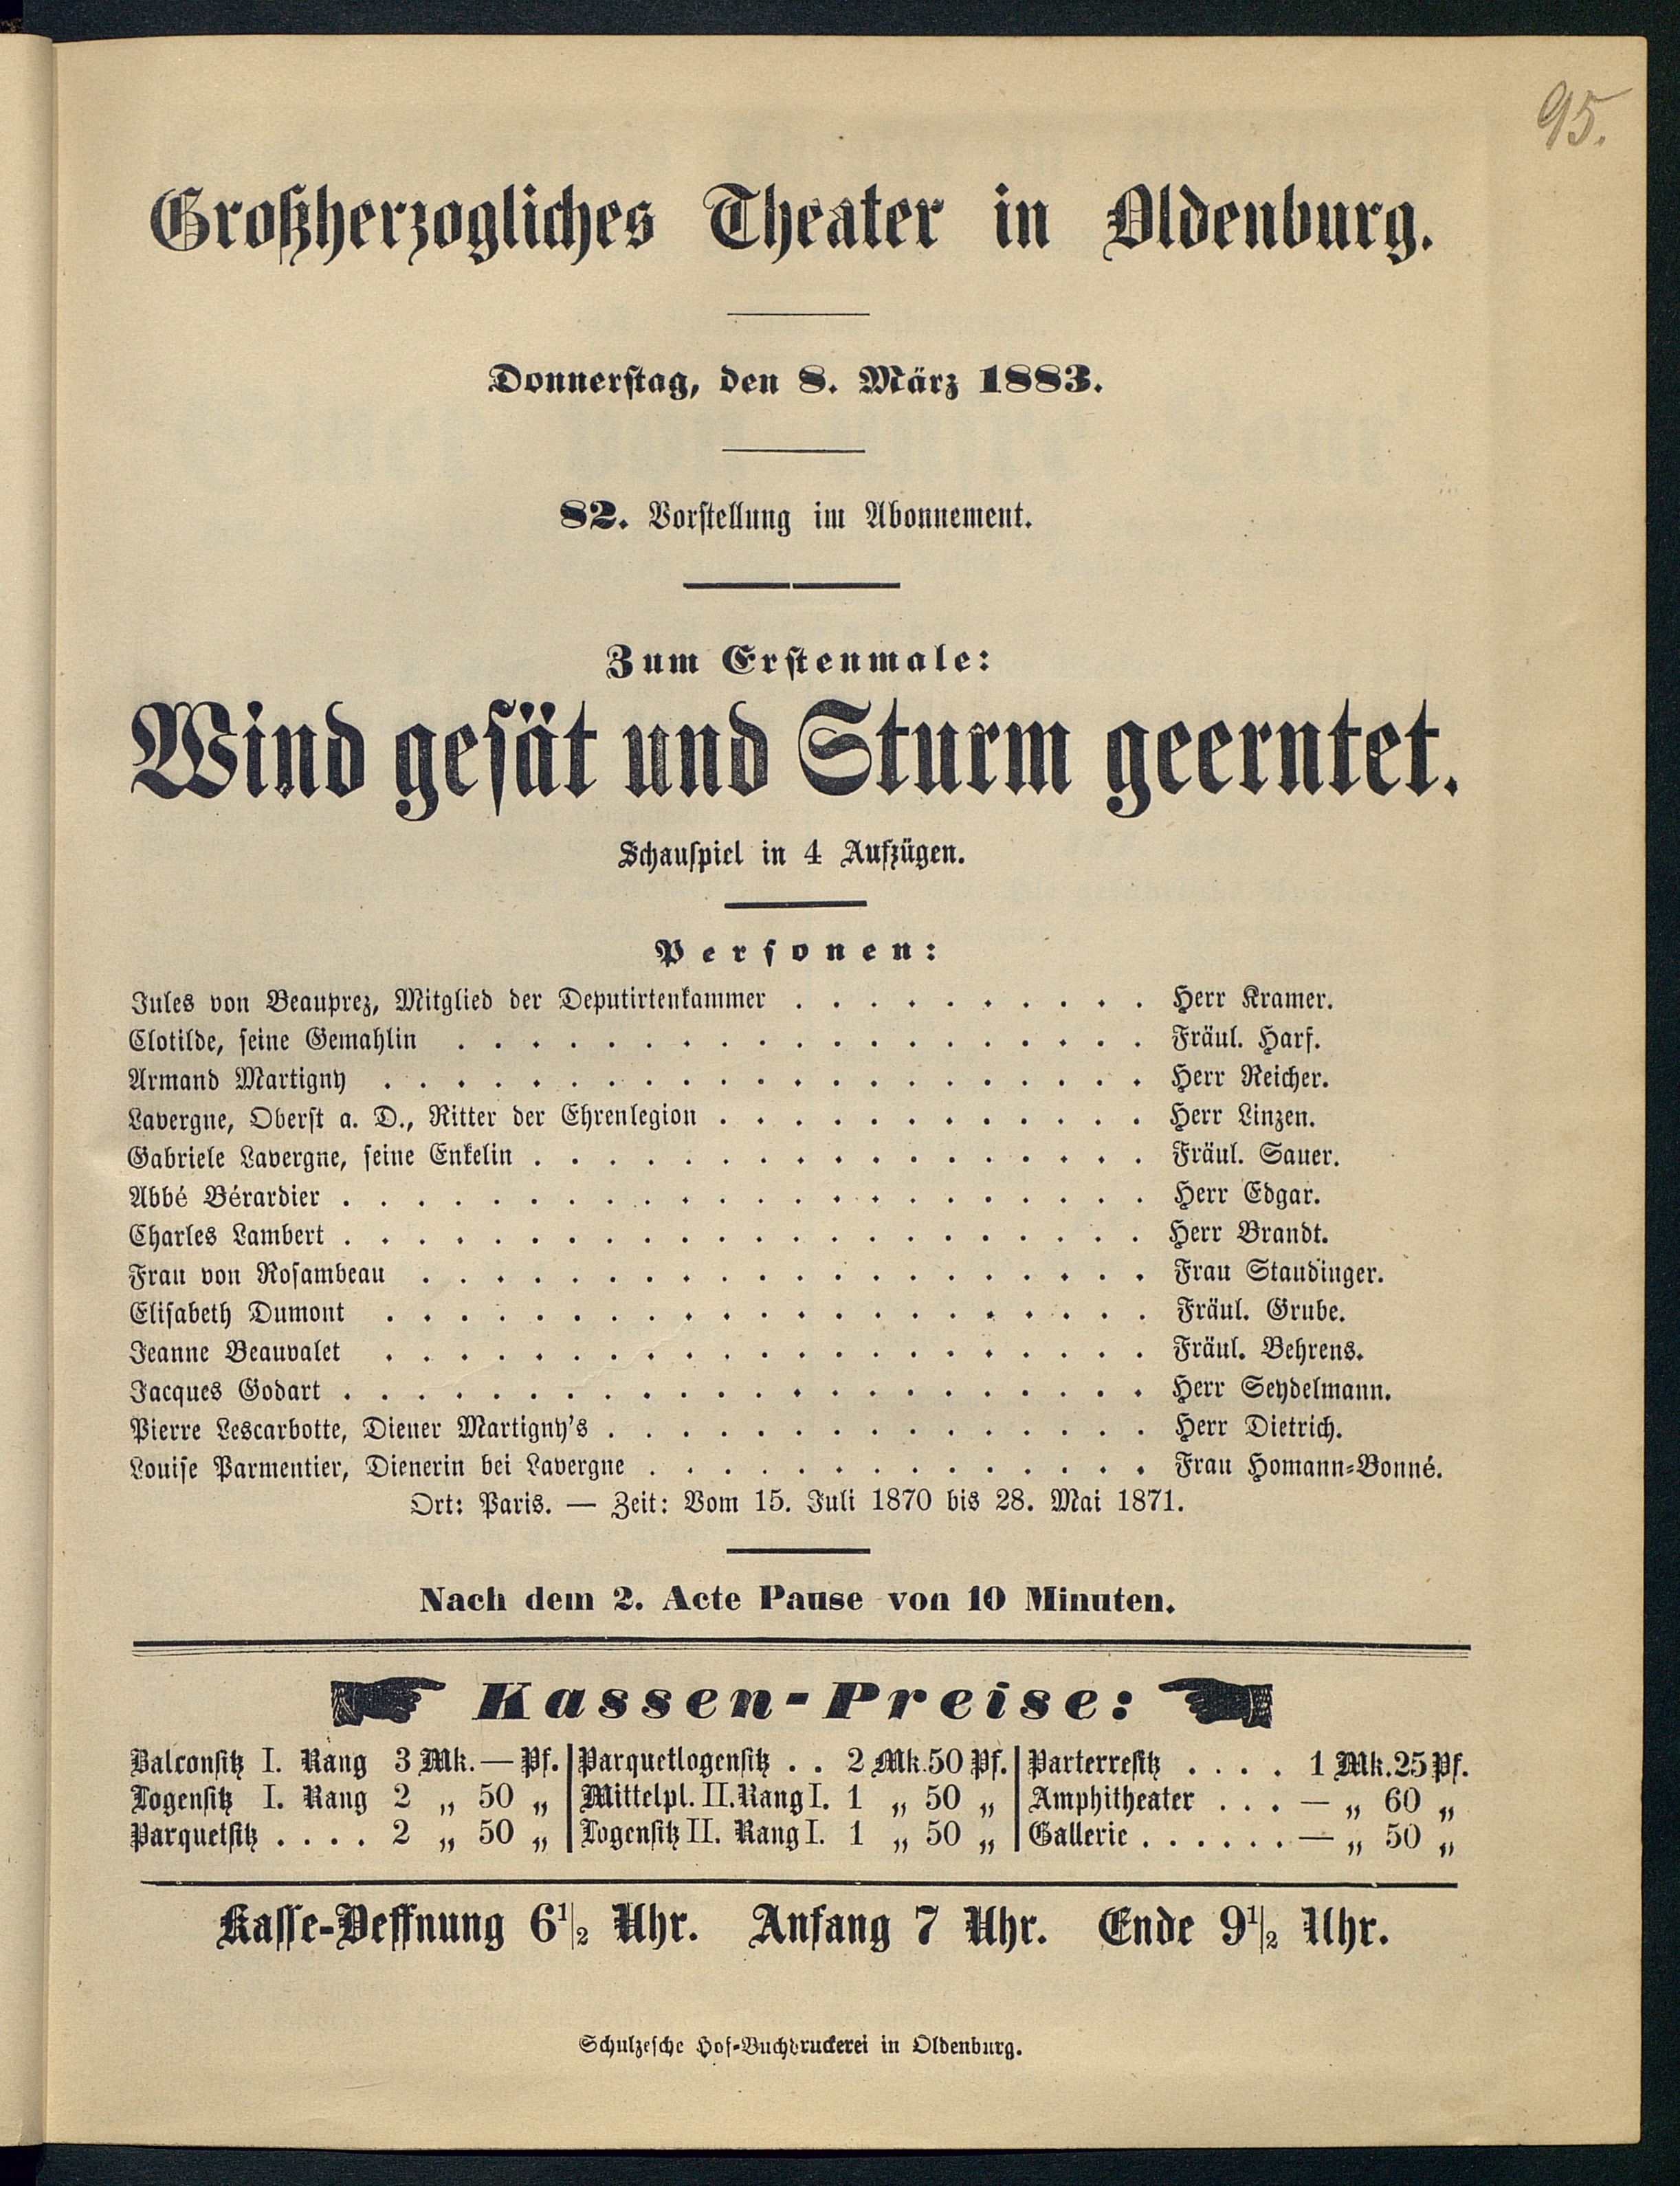 95.
Großherzogliches Theater in Oldenburg.
Donnerstag, den 8. März 1883.
82. Vorstellung im Abonnement.
Zum Erstenmale:
Wind gesät und Sturm geerntet.
Schauspiel in 4 Aufzügen.
Personen:
Jules von Beauprez, Mitglied der Deputirtenkammer . . . . . . . . . . Herr Kramer.
Clotilde, seine Gemahlin . . . . . . . . . . . . . . . . . . . Fräul. Harf.
Armand Martigny . . . . . . . . . . . . . . . . . . . . . Herr Reicher.
Lavergne, Oberst a. D., Ritter der Ehrenlegion . . . . . . . . . . . . Herr Linzen.
Gabriele Lavergne, seine Enkelin . . . . . . . . . . . . . . . . . Fräul. Sauer.
Abbé Bérardier . . . . . . . . . . . . . . . . . . . . . . Herr Edgar.
Charles Lambert . . . . . . . . . . . . . . . . . . . . . . Herr Brandt.
Frau von Rosambeau . . . . . . . . . . . . . . . . . . . . Frau Staudinger.
Elisabeth Dumont . . . . . . . . . . . . . . . . . . . . . Fräul. Grube.
Jeanne Beauvalet . . . . . . . . . . . . . . . . . . . . . Fräul. Behrens.
Jacques Godart . . . . . . . . . . . . . . . . . . . . . . Herr Seydelmann.
Pierre Lescarbotte, Diener Martigny's . . . . . . . . . . . . . . . Herr Dietrich.
Louise Parmentier, Dienerin bei Lavergne . . . . . . . . . . . . . . Frau Homann-Bonné.
Ort: Paris. — Zeit: Vom 15. Juli 1870 bis 28. Mai 1871.
Nach dem 2. Acte Pause von 10 Minuten.
Kassen-Preise:
Balconsitz I. Rang 3 Mk. — Pf. | Parquetlogensitz . . 2 Mk. 50 Pf. | Parterresitz . . . . 1 Mk. 25 Pf.
Logensitz I. Rang 2 „ 50 „ | Mittelpl. II. Rang I. 1 „ 50 „ | Amphitheater . . . — „ 60 „
Parquetsitz . . . . 2 „ 50 „ | Logensitz II. Rang I. 1 „ 50 „ | Gallerie . . . . . . — „ 50 „
Kasse-Oeffnung 6 1/2 Uhr. Anfang 7 Uhr. Ende 9 1/2 Uhr.
Schulzesche Hof-Buchdruckerei in Oldenburg.